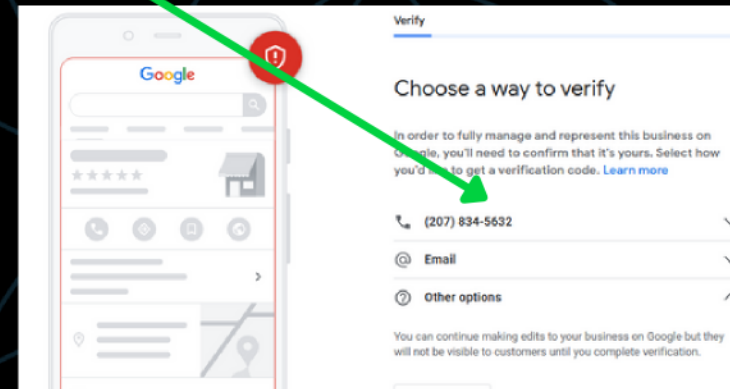 Google
Verify
Choose a way to verify
In order to fully manage and represent this business on
Google, you'll need to confirm that it's yours. Select how
you'd to get a verification code. Learn more
(207) 834-5632
Email
Other options
You can continue making edits to your business on Google but they
will not be visible to customers until you complete verification.